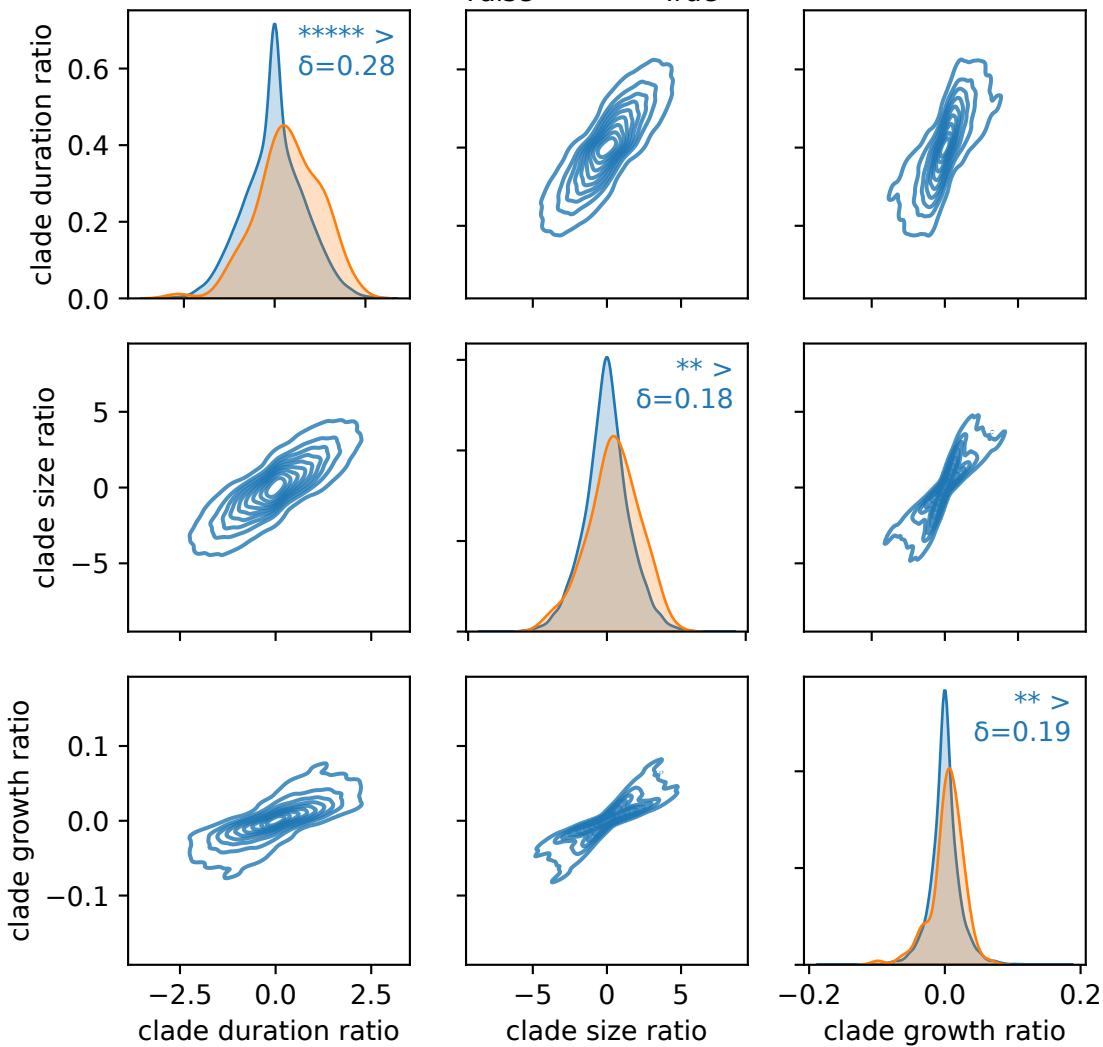 clade duration ratio
0.6
0.4
0.2
0.0
***** >
δ=0.28
clade size ratio
5
0
−5
** >
δ=0.18
clade growth ratio
0.1
0.0
−0.1
** >
δ=0.19
−2.5 0.0 2.5
−5 0 5
−0.2 0.0 0.2
clade duration ratio
clade size ratio
clade growth ratio